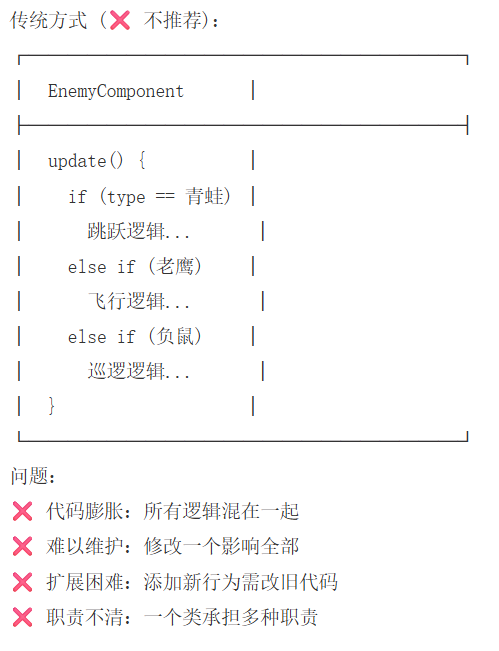 传统方式 (❌ 不推荐):
┌─────────────────────────────────────────┐
│  EnemyComponent      │
├─────────────────────────────────────────┤
│  update() {          │
│    if (type == 青蛙) │
│      跳跃逻辑...      │
│    else if (老鹰)    │
│      飞行逻辑...      │
│    else if (负鼠)    │
│      巡逻逻辑...      │
│  }                   │
└─────────────────────────────────────────┘
问题:
❌ 代码膨胀: 所有逻辑混在一起
❌ 难以维护: 修改一个影响全部
❌ 扩展困难: 添加新行为需改旧代码
❌ 职责不清: 一个类承担多种职责